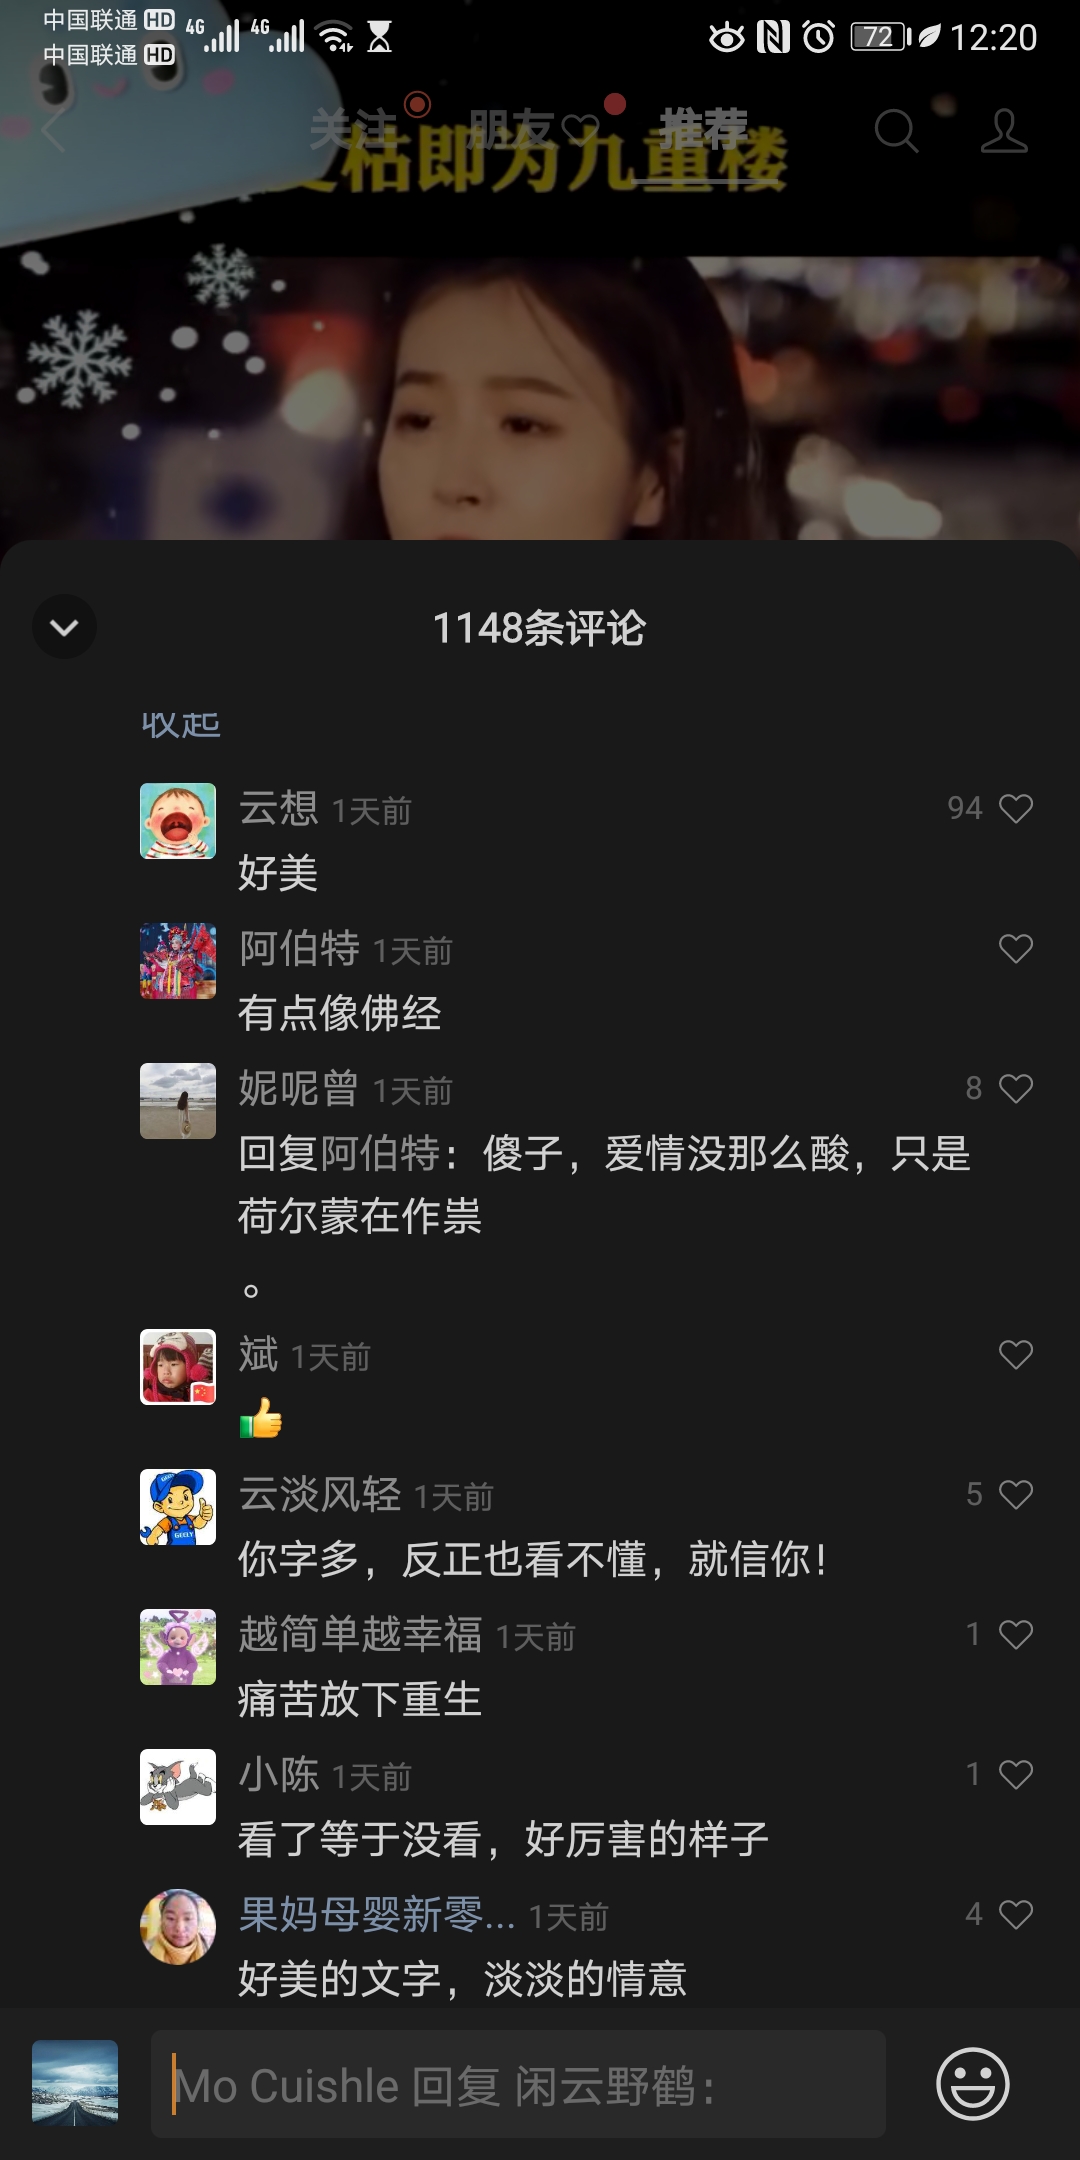 中国联通 HD 4G 4G 72 12:20
中国联通 HD
关注 朋友 推荐
枯即为九重楼
1148条评论
收起
云想 1天前 94
好美
阿伯特 1天前
有点像佛经
妮呢曾 1天前 8
回复阿伯特：傻子，爱情没那么酸，只是
荷尔蒙在作祟
。
斌 1天前
云淡风轻 1天前 5
你字多，反正也看不懂，就信你！
越简单越幸福 1天前 1
痛苦放下重生
小陈 1天前 1
看了等于没看，好厉害的样子
果妈母婴新零... 1天前 4
好美的文字，淡淡的情意
Mo Cuishle 回复 闲云野鹤：